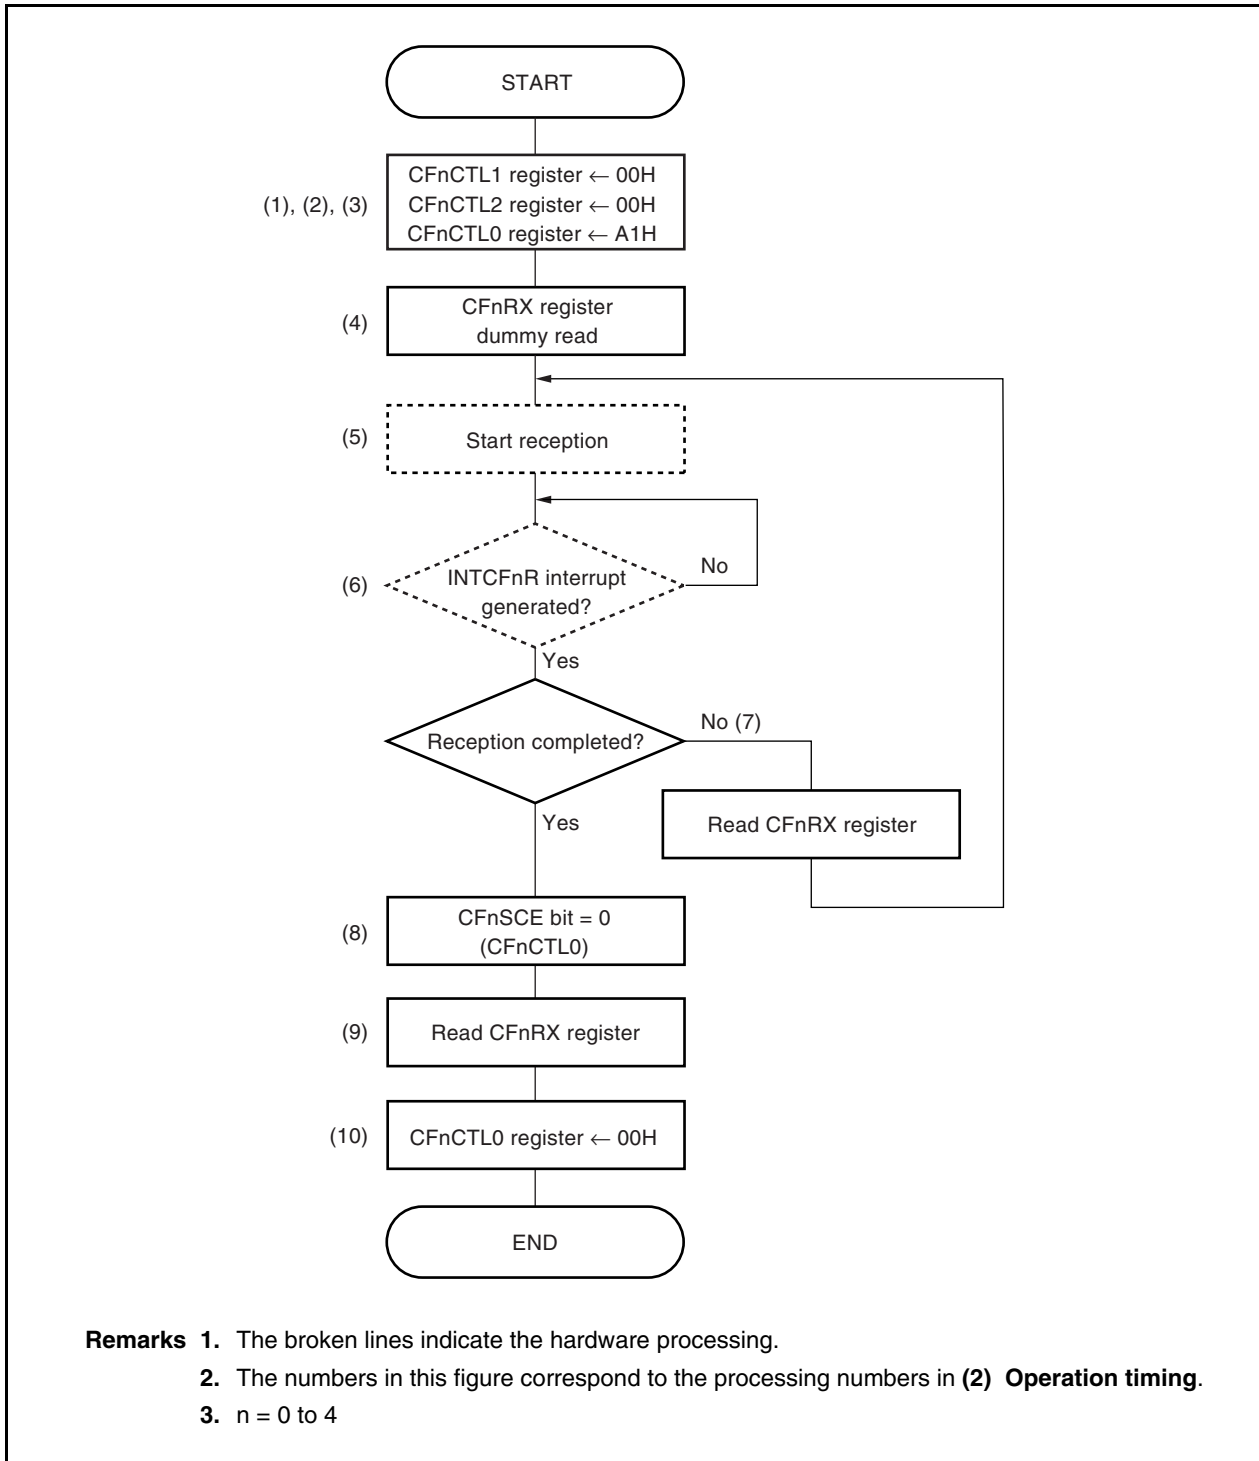 START
(1), (2), (3)
CFnCTL1 register ← 00H
CFnCTL2 register ← 00H
CFnCTL0 register ← A1H
(4)
CFnRX register
dummy read
(5)
Start reception
(6)
INTCFnR interrupt
generated?
No
Yes
Reception completed?
No (7)
Read CFnRX register
Yes
(8)
CFnSCE bit = 0
(CFnCTL0)
(9)
Read CFnRX register
(10)
CFnCTL0 register ← 00H
END
Remarks 1. The broken lines indicate the hardware processing.
2. The numbers in this figure correspond to the processing numbers in (2) Operation timing.
3. n = 0 to 4